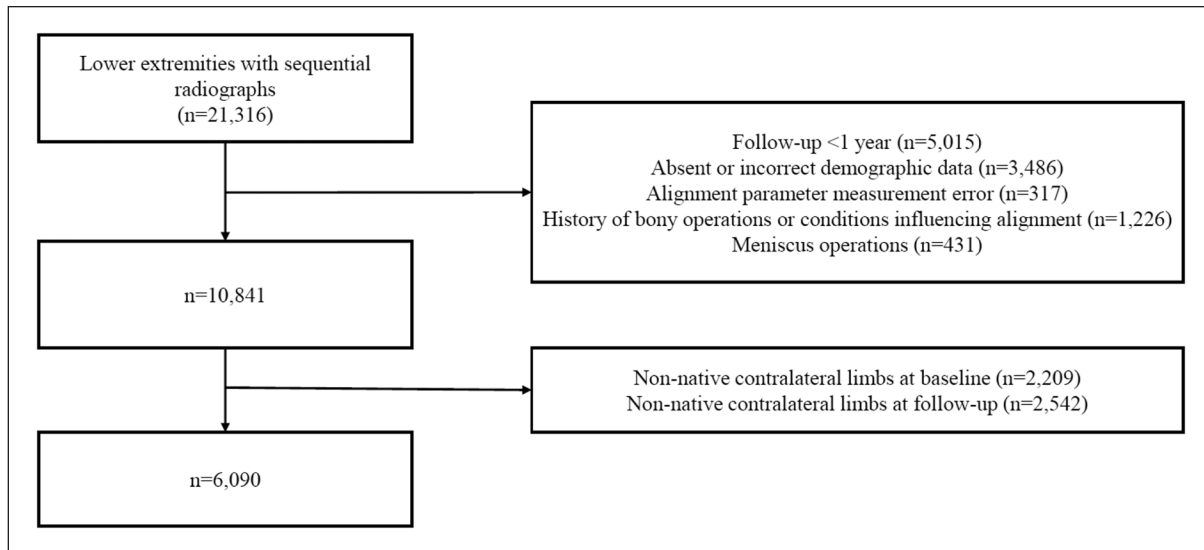 Lower extremities with sequential
radiographs
(n=21,316)
Follow-up <1 year (n=5,015)
Absent or incorrect demographic data (n=3,486)
Alignment parameter measurement error (n=317)
History of bony operations or conditions influencing alignment (n=1,226)
Meniscus operations (n=431)
n=10,841
Non-native contralateral limbs at baseline (n=2,209)
Non-native contralateral limbs at follow-up (n=2,542)
n=6,090